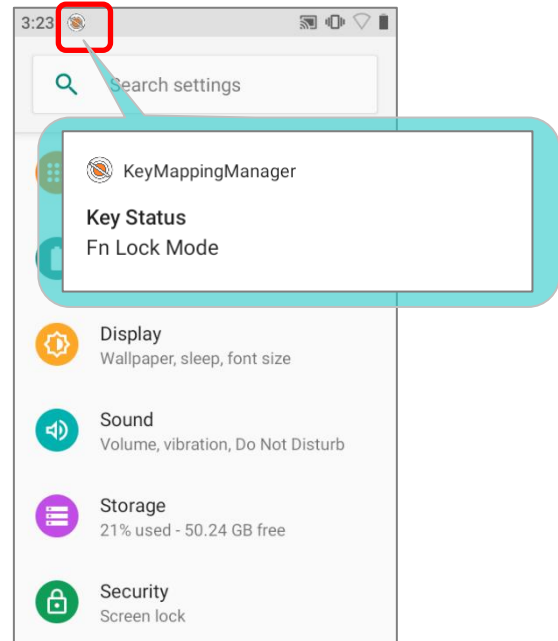 3:23
Search settings
KeyMappingManager
Key Status
Fn Lock Mode
Display
Wallpaper, sleep, font size
Sound
Volume, vibration, Do Not Disturb
Storage
21% used - 50.24 GB free
Security
Screen lock